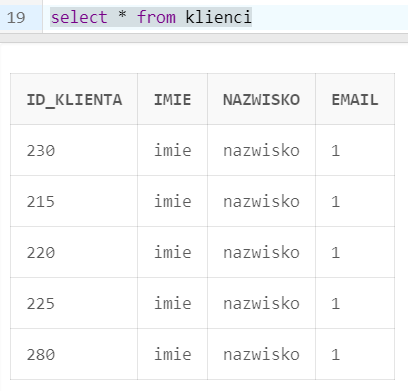 19 select * from klienci
ID_KLIENTA IMIE NAZWISKO EMAIL
230 imie nazwisko 1
215 imie nazwisko 1
220 imie nazwisko 1
225 imie nazwisko 1
280 imie nazwisko 1